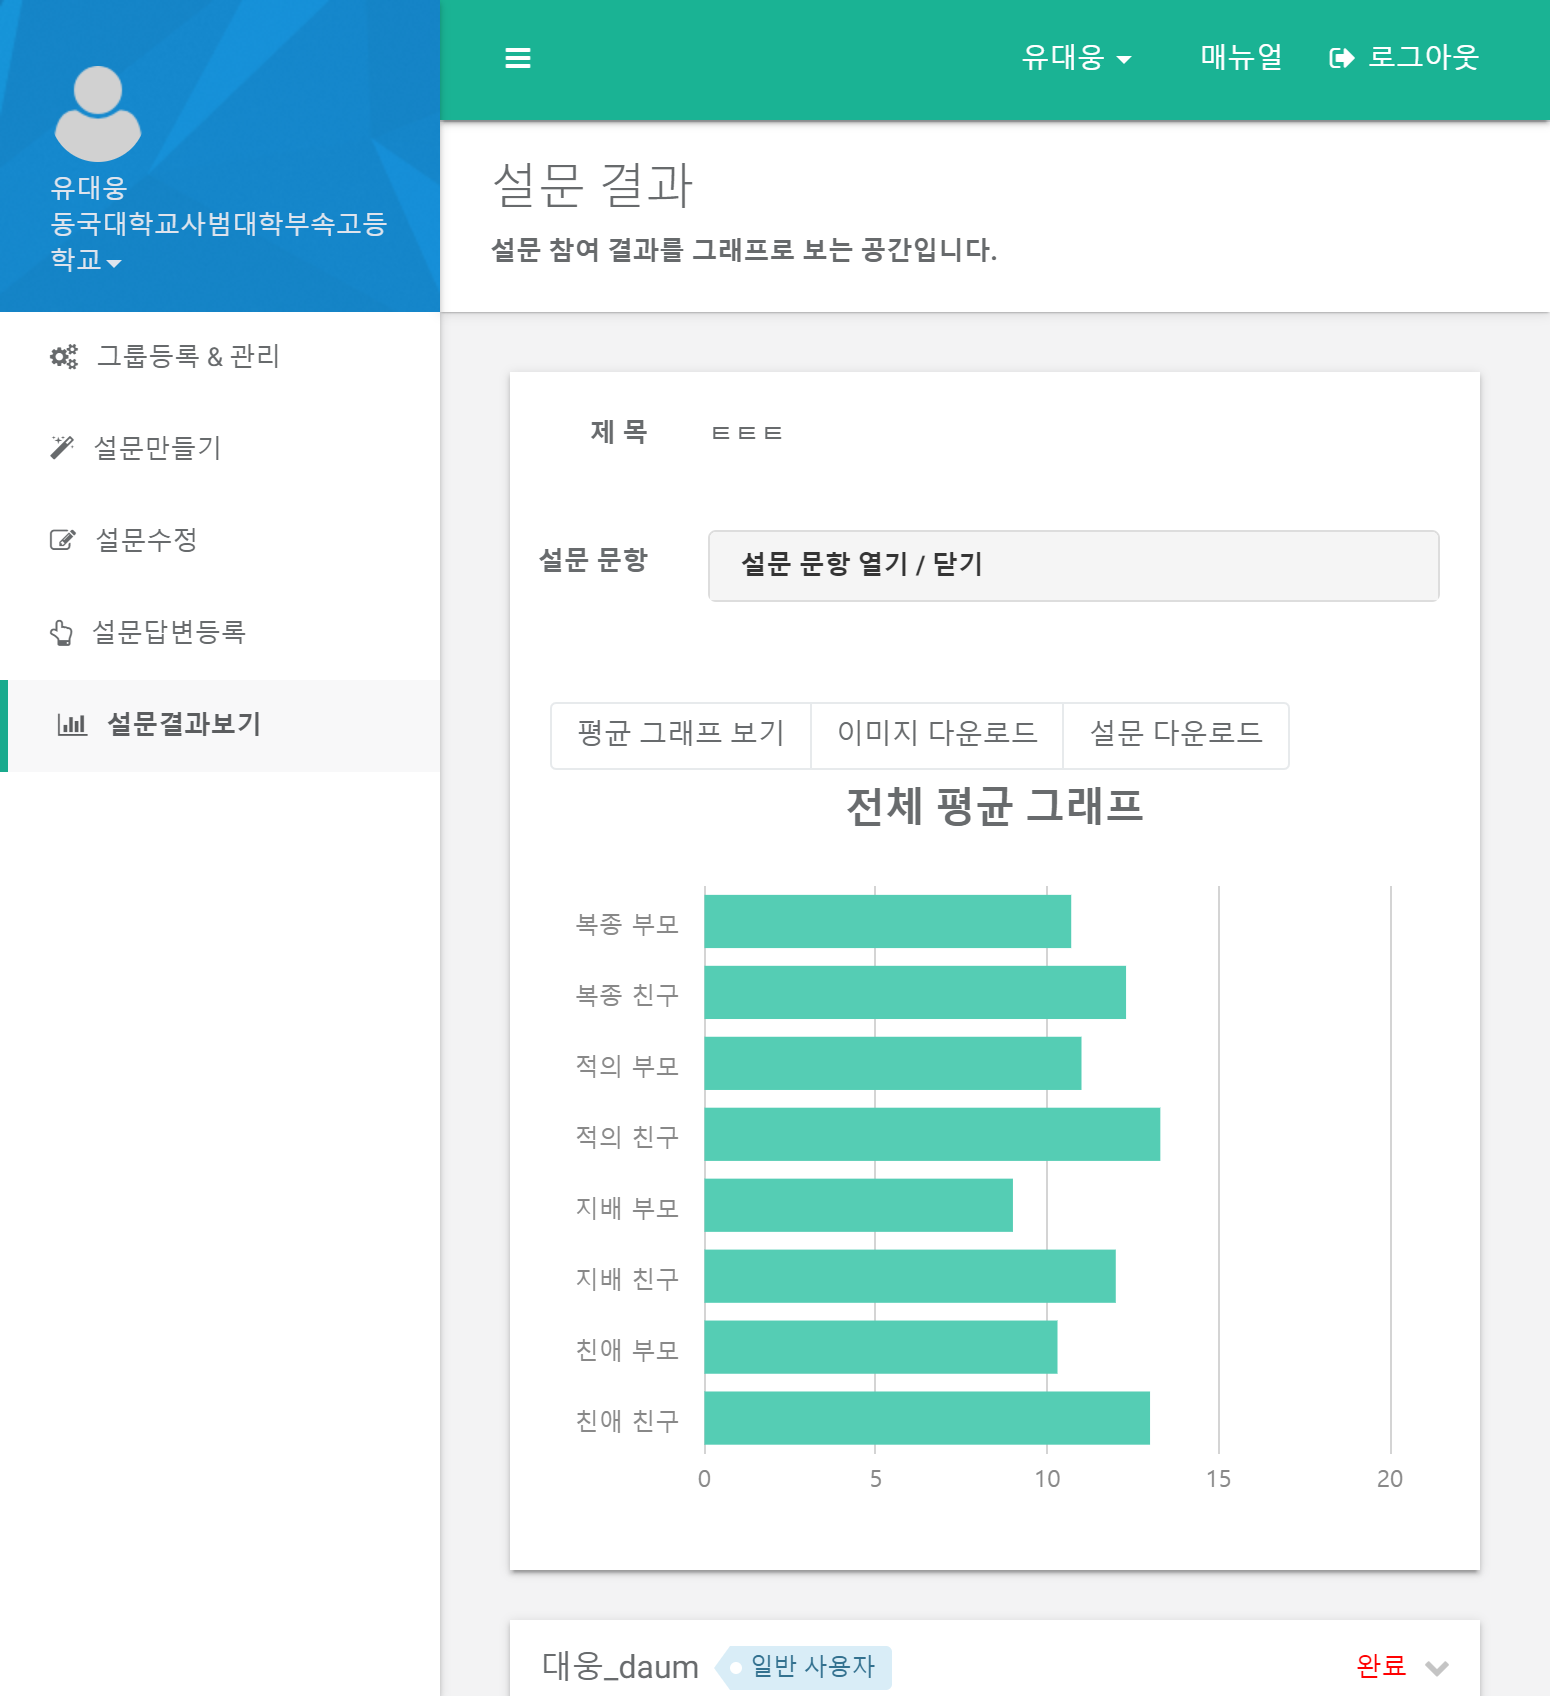 유대웅
매뉴얼
로그아웃
유대웅
동국대학교사범대학부속고등
학교
그룹등록 & 관리
설문만들기
설문수정
설문답변등록
설문결과보기
설문 결과
설문 참여 결과를 그래프로 보는 공간입니다.
제 목
ㅌㅌㅌ
설문 문항
설문 문항 열기 / 닫기
평균 그래프 보기
이미지 다운로드
설문 다운로드
전체 평균 그래프
복종 부모
복종 친구
적의 부모
적의 친구
지배 부모
지배 친구
친애 부모
친애 친구
0 5 10 15 20
대웅_daum
일반 사용자
완료